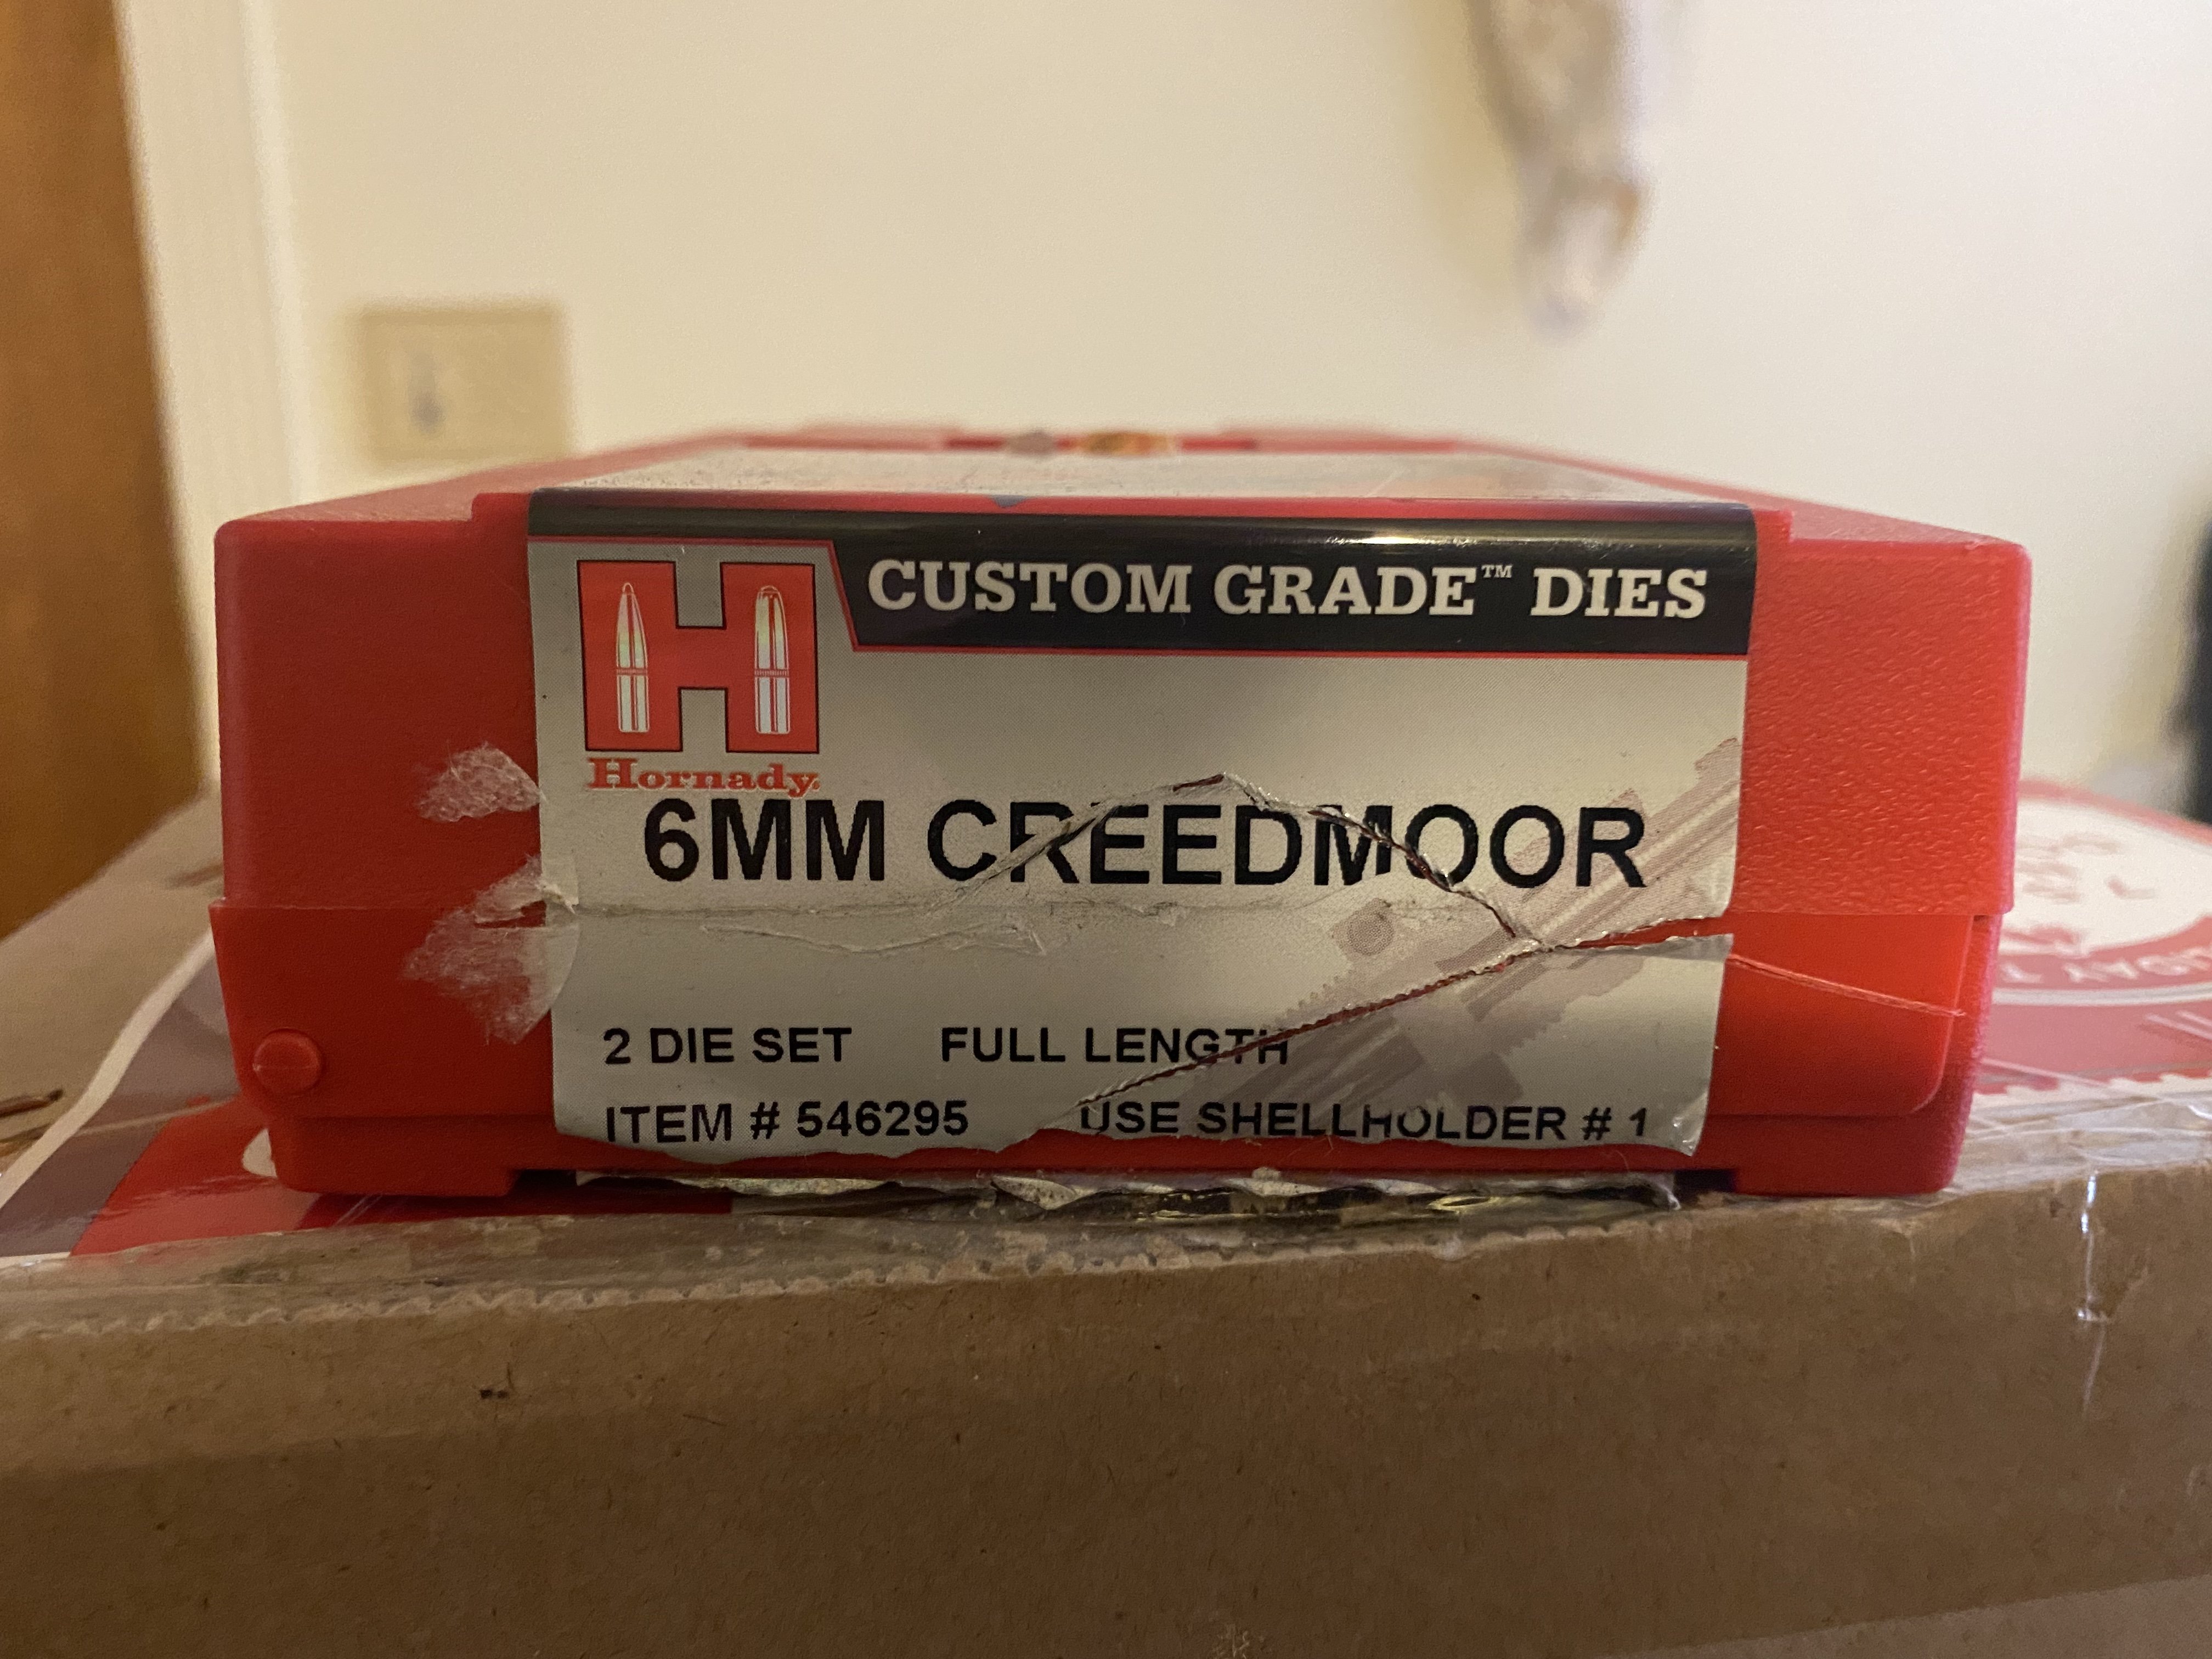 CUSTOM GRADE™ DIES
H
Hornady.
6MM CREEDMOOR
2 DIE SET FULL LENGTH
ITEM # 546295 USE SHELLHOLDER # 1